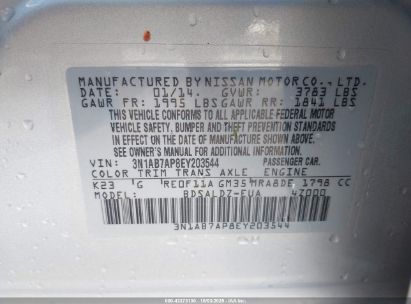 MANUFACTURED BY NISSAN MOTOR CO., LTD.
DATE: 01/14. GVWR: 3783 LBS
GAWR FR: 1995 LBS GAWR RR: 1841 LBS
THIS VEHICLE CONFORMS TO ALL APPLICABLE FEDERAL MOTOR
VEHICLE SAFETY, BUMPER AND THEFT PREVENTION STANDARDS
IN EFFECT ON THE DATE OF MANUFACTURE SHOWN ABOVE.
SEE OWNER'S MANUAL FOR ADDITIONAL INFORMATION.
VIN: 3N1AB7AP8EY203544 PASSENGER CAR.
COLOR TRIM TRANS AXLE ENGINE
K23 G RE0F11A GM35 MRA8DE 1798 CC
MODEL: BDSALDZ-EUA 4Z000
3N1AB7AP8EY203544